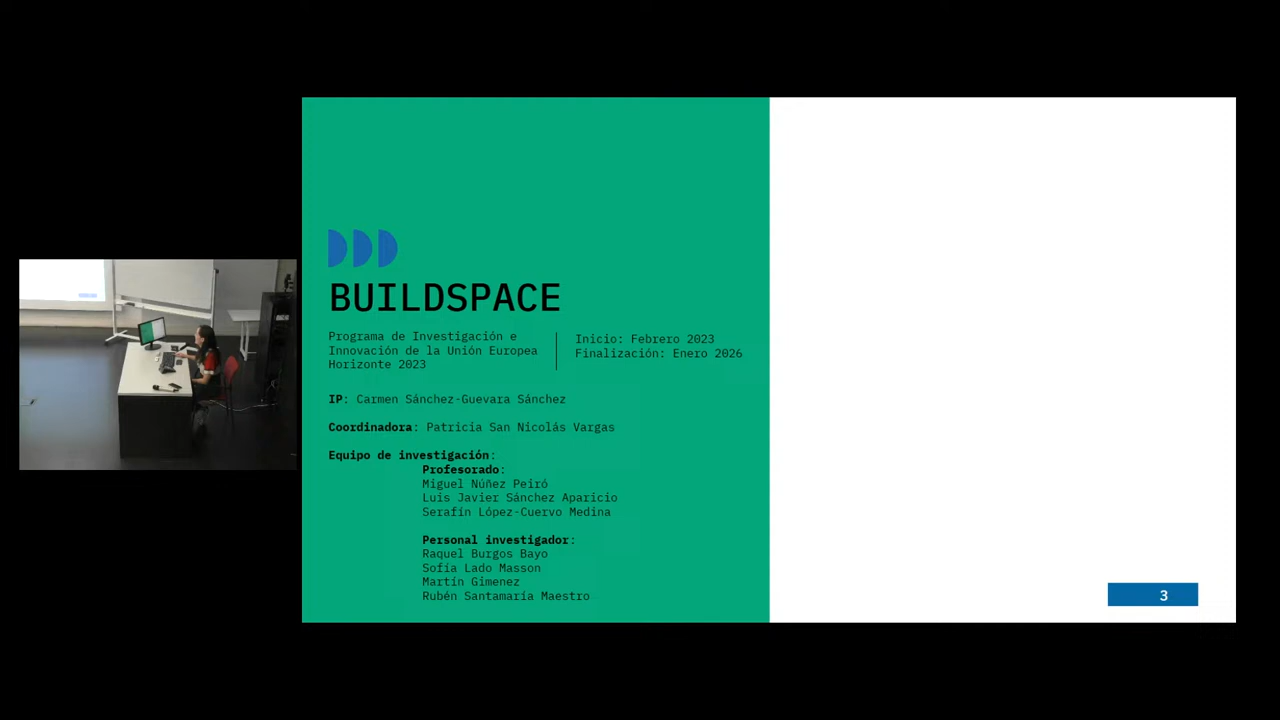 BUILDSPACE
Programa de Investigación e
Innovación de la Unión Europea
Horizonte 2023
Inicio: Febrero 2023
Finalización: Enero 2026
IP: Carmen Sánchez-Guevara Sánchez
Coordinadora: Patricia San Nicolás Vargas
Equipo de investigación:
Profesorado:
Miguel Núñez Peiró
Luis Javier Sánchez Aparicio
Serafín López-Cuervo Medina
Personal investigador:
Raquel Burgos Bayo
Sofía Lado Masson
Martín Gimenez
Rubén Santamaría Maestro
3